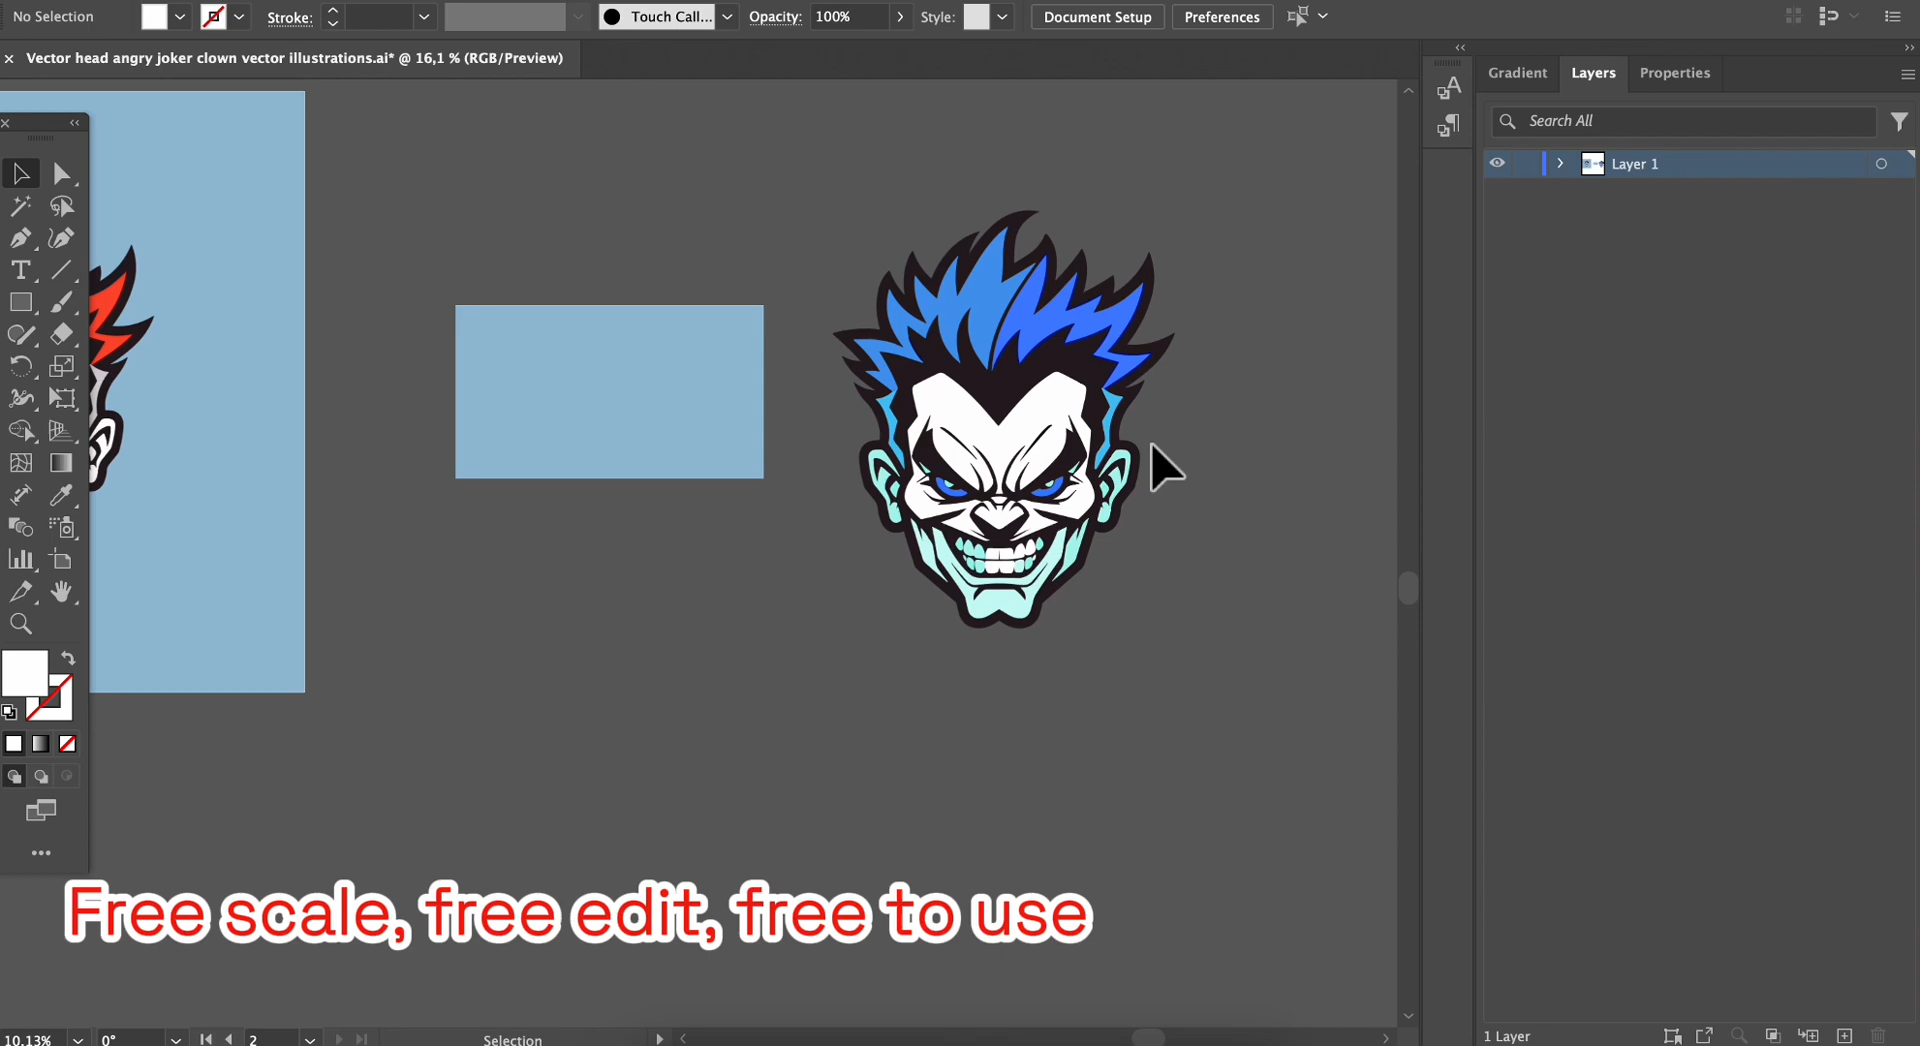 No Selection
Stroke:
Touch Call...
Opacity:
100%
Style:
Document Setup
Preferences
× Vector head angry joker clown vector illustrations.ai* @ 16,1 % (RGB/Preview)
Gradient
Layers
Properties
Search All
Layer 1
Free scale, free edit, free to use
10,13%
0°
2
Selection
1 Layer